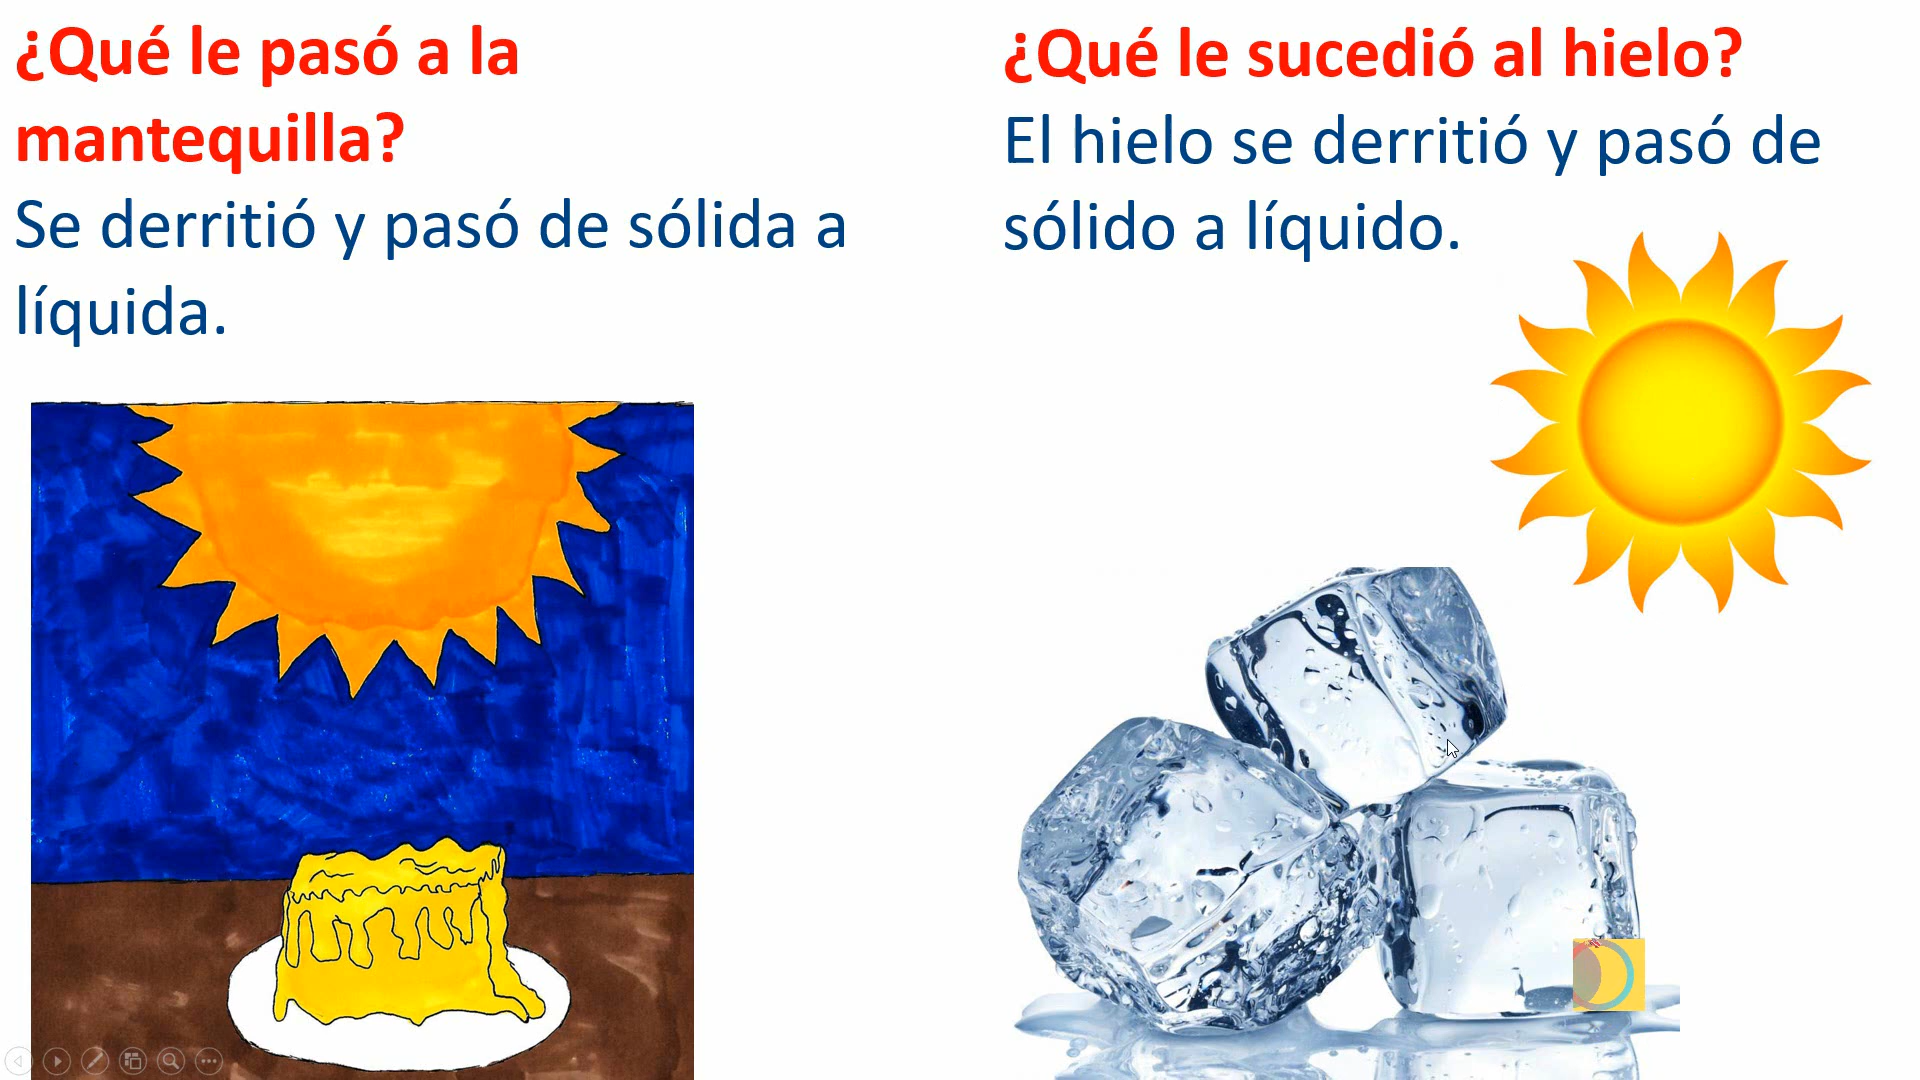 ¿Qué le pasó a la
mantequilla?
Se derritió y pasó de sólida a
líquida.
¿Qué le sucedió al hielo?
El hielo se derritió y pasó de
sólido a líquido.